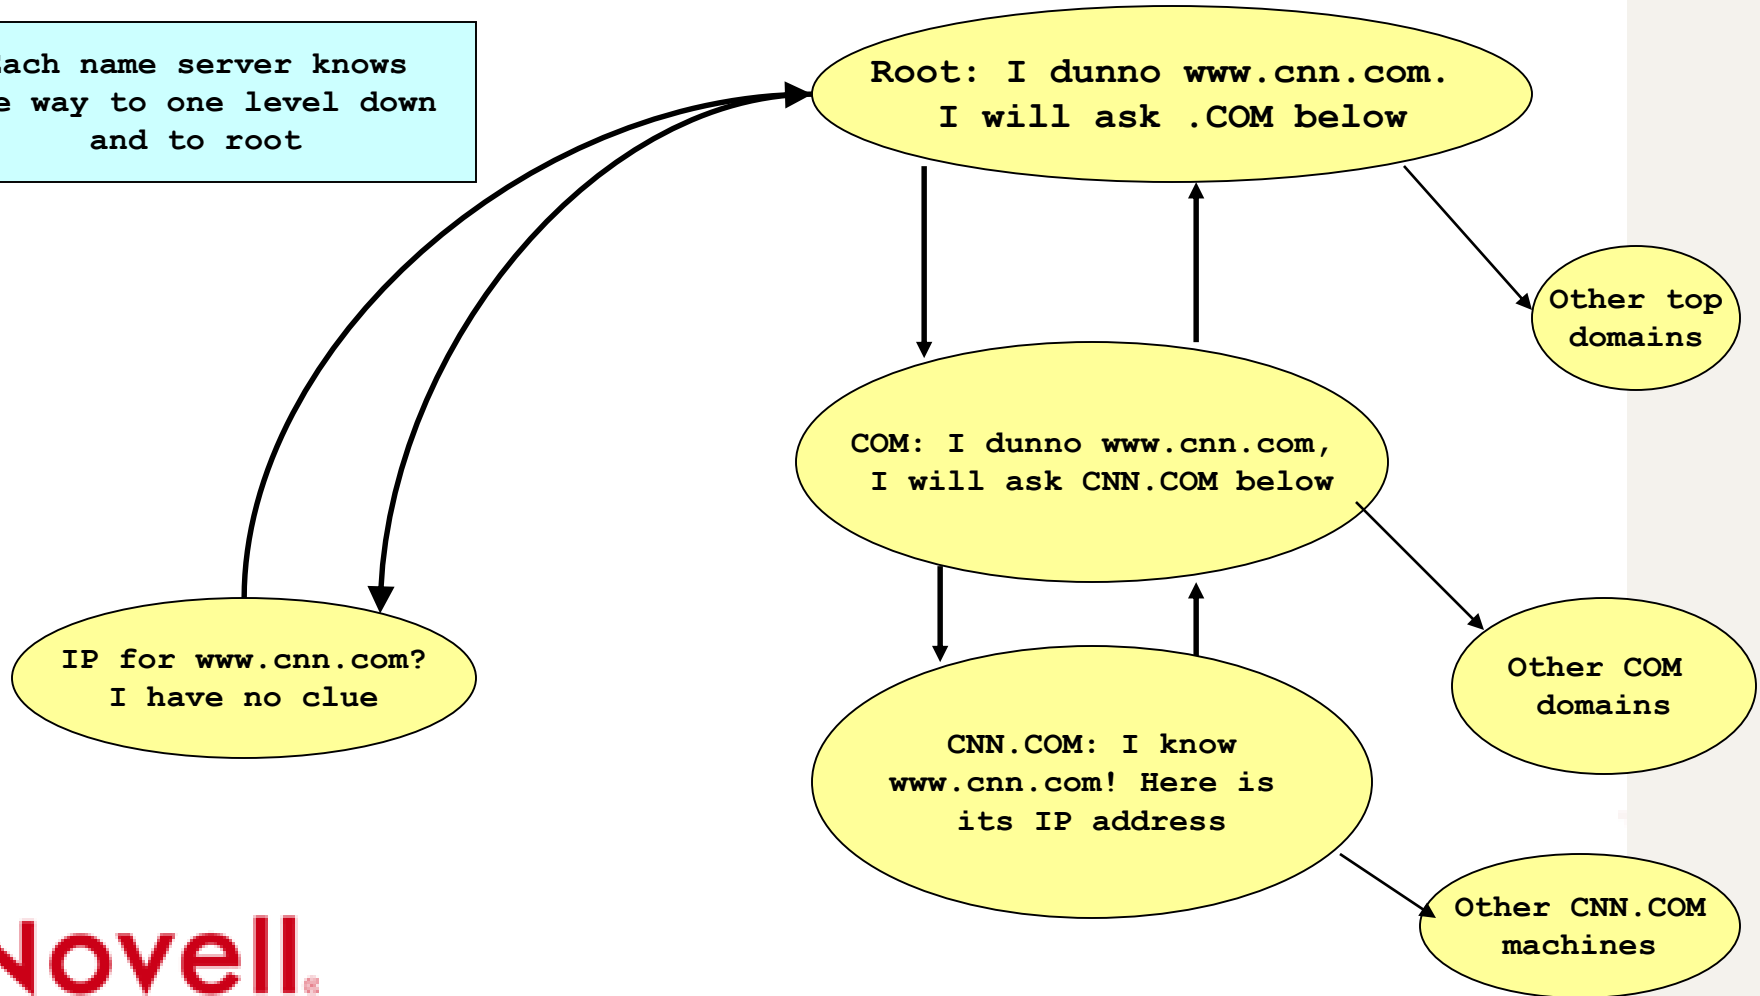 name server knows
way to one level down
and to root
Root: I dunno www.cnn.com.
I will ask .COM below
Other top
domains
COM: I dunno www.cnn.com,
I will ask CNN.COM below
IP for www.cnn.com?
I have no clue
Other COM
domains
CNN.COM: I know
www.cnn.com! Here is
its IP address
Other CNN.COM
machines
Novell®